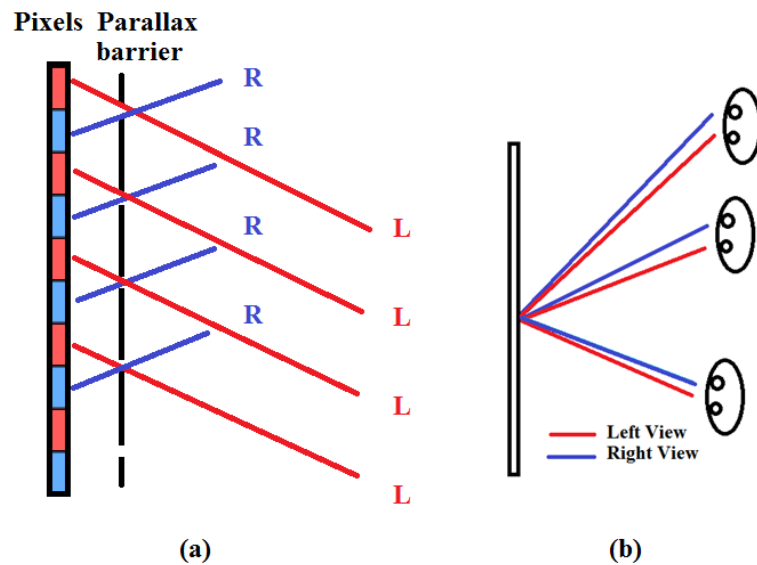 Pixels Parallax
barrier
R
R
R
R
L
L
L
L
Left View
Right View
(a)
(b)